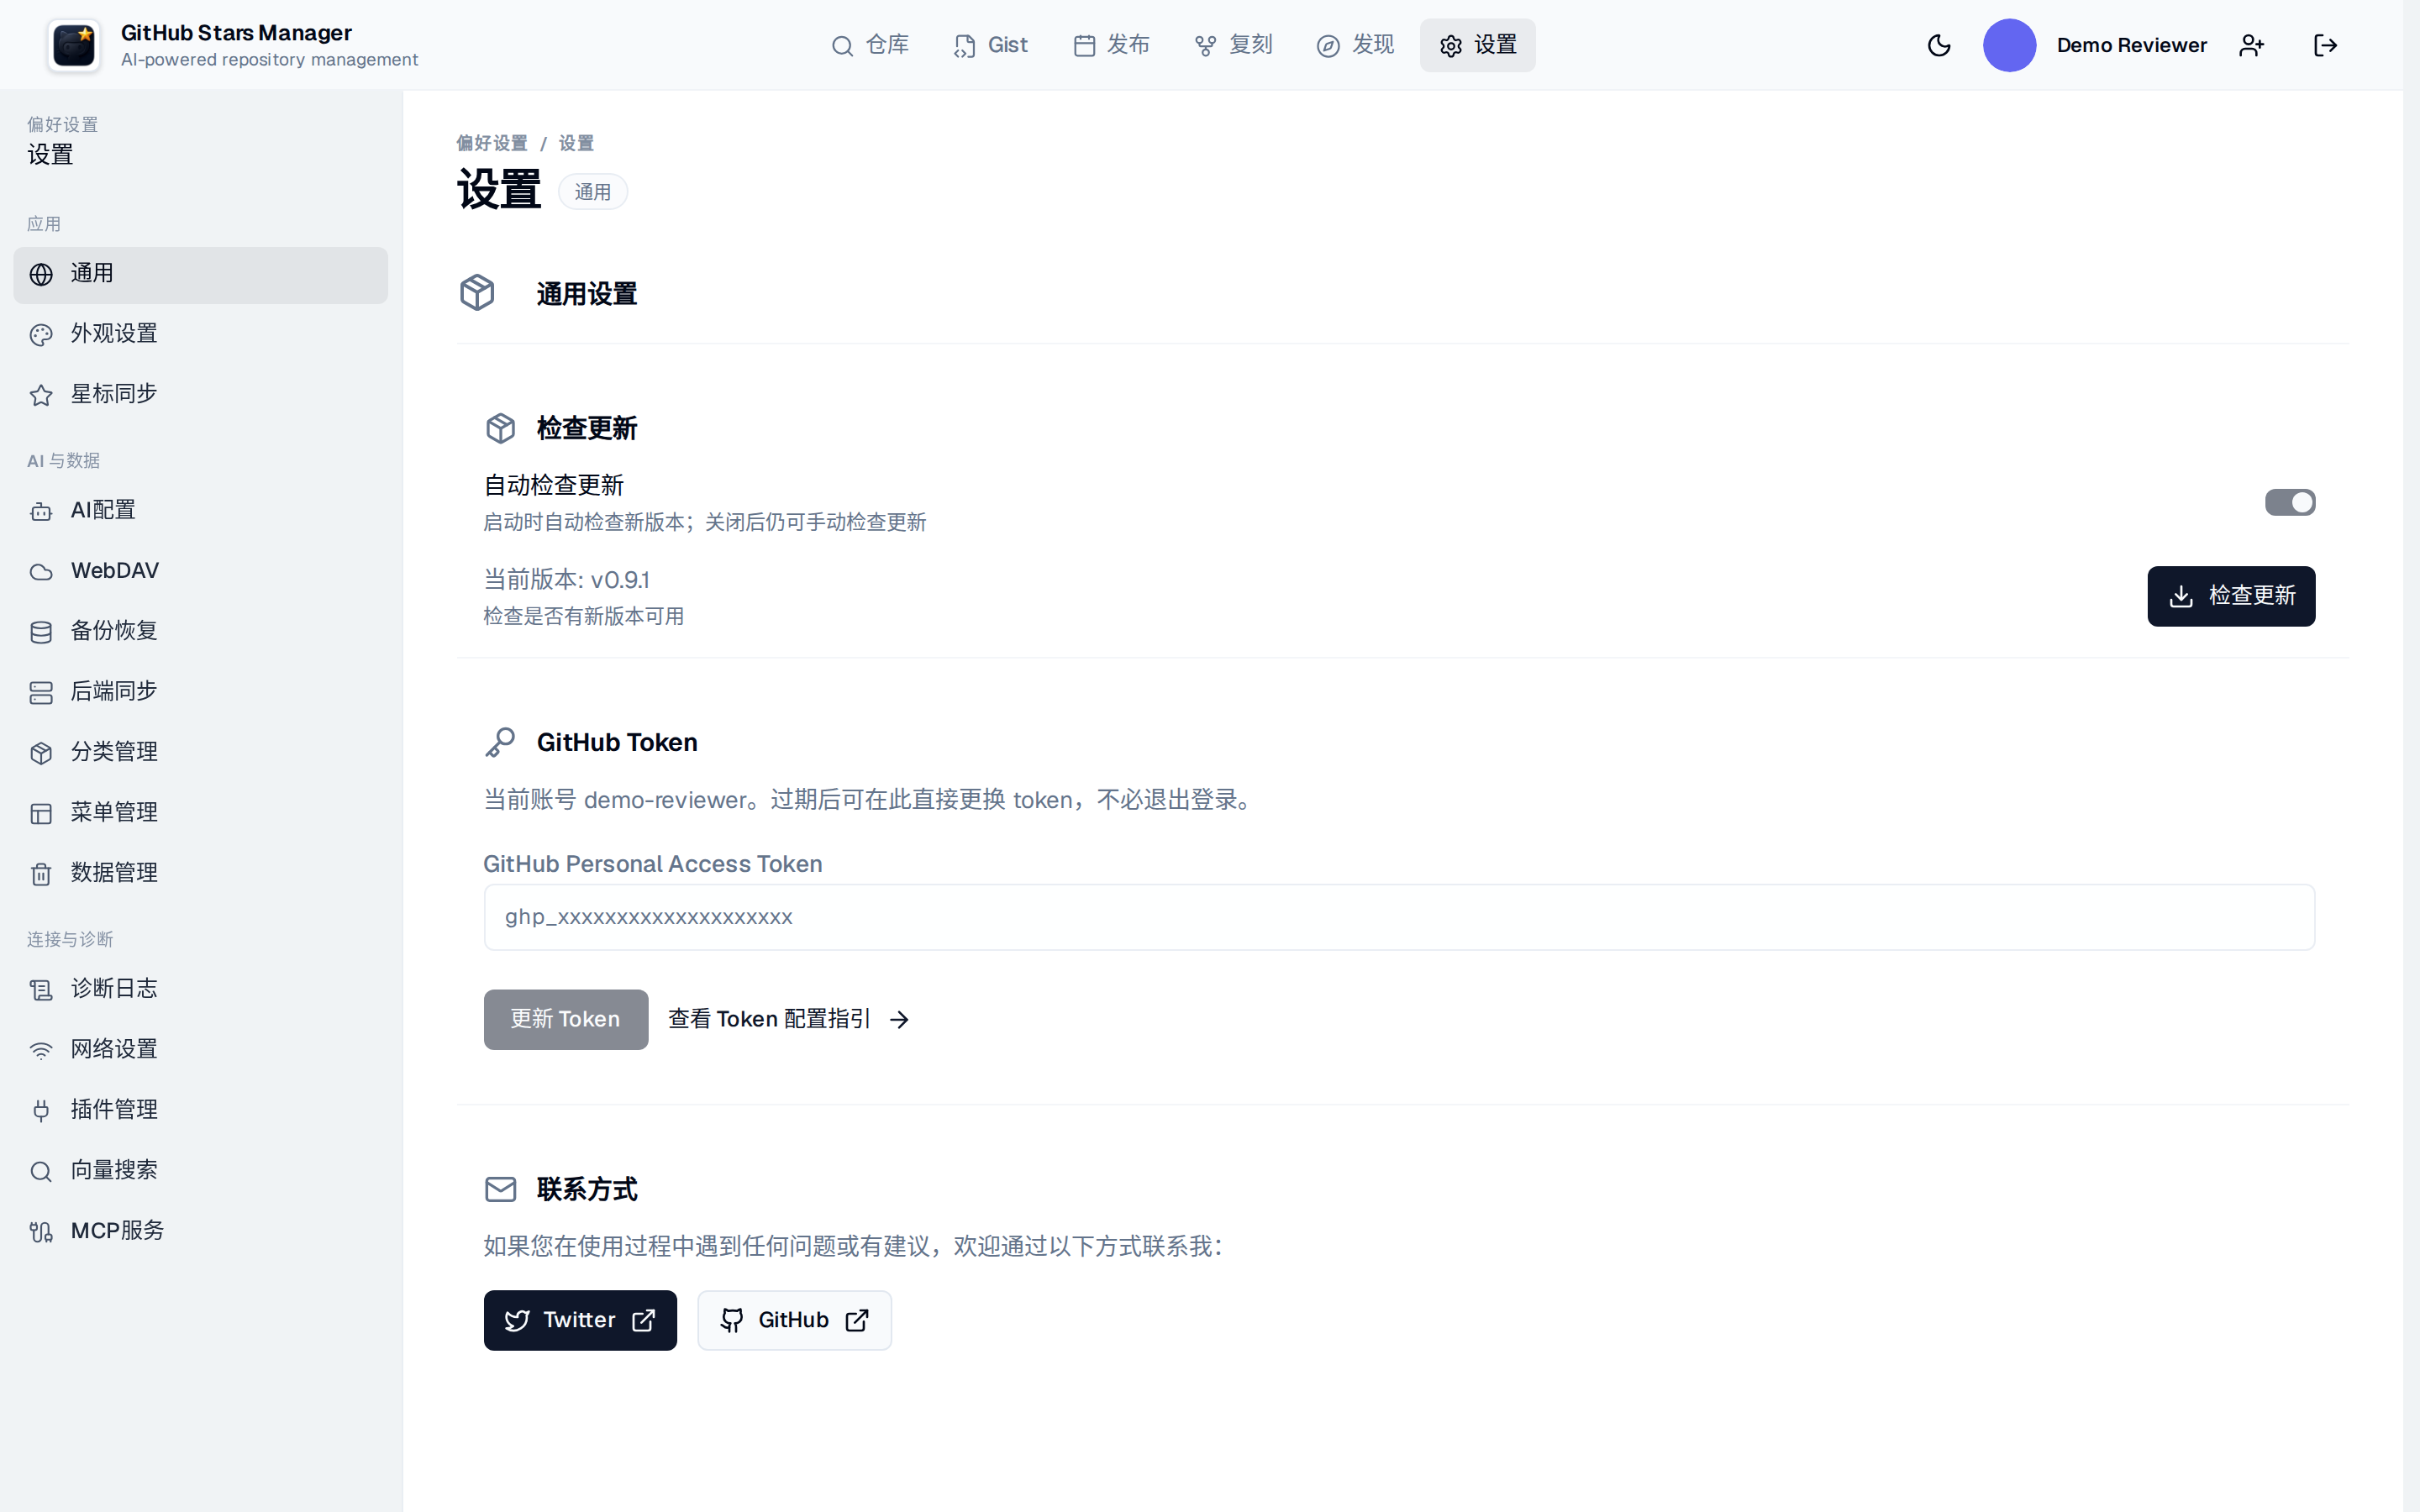 GitHub Stars Manager
AI-powered repository management
仓库
Gist
发布
复刻
发现
设置
Demo Reviewer
偏好设置
设置
应用
通用
外观设置
星标同步
AI 与数据
AI配置
WebDAV
备份恢复
后端同步
分类管理
菜单管理
数据管理
连接与诊断
诊断日志
网络设置
插件管理
向量搜索
MCP服务
偏好设置 / 设置
设置 通用
通用设置
检查更新
自动检查更新
启动时自动检查新版本；关闭后仍可手动检查更新
当前版本: v0.9.1
检查是否有新版本可用
检查更新
GitHub Token
当前账号 demo-reviewer。过期后可在此直接更换 token，不必退出登录。
GitHub Personal Access Token
ghp_xxxxxxxxxxxxxxxxxxxx
更新 Token
查看 Token 配置指引
联系方式
如果您在使用过程中遇到任何问题或有建议，欢迎通过以下方式联系我：
Twitter
GitHub